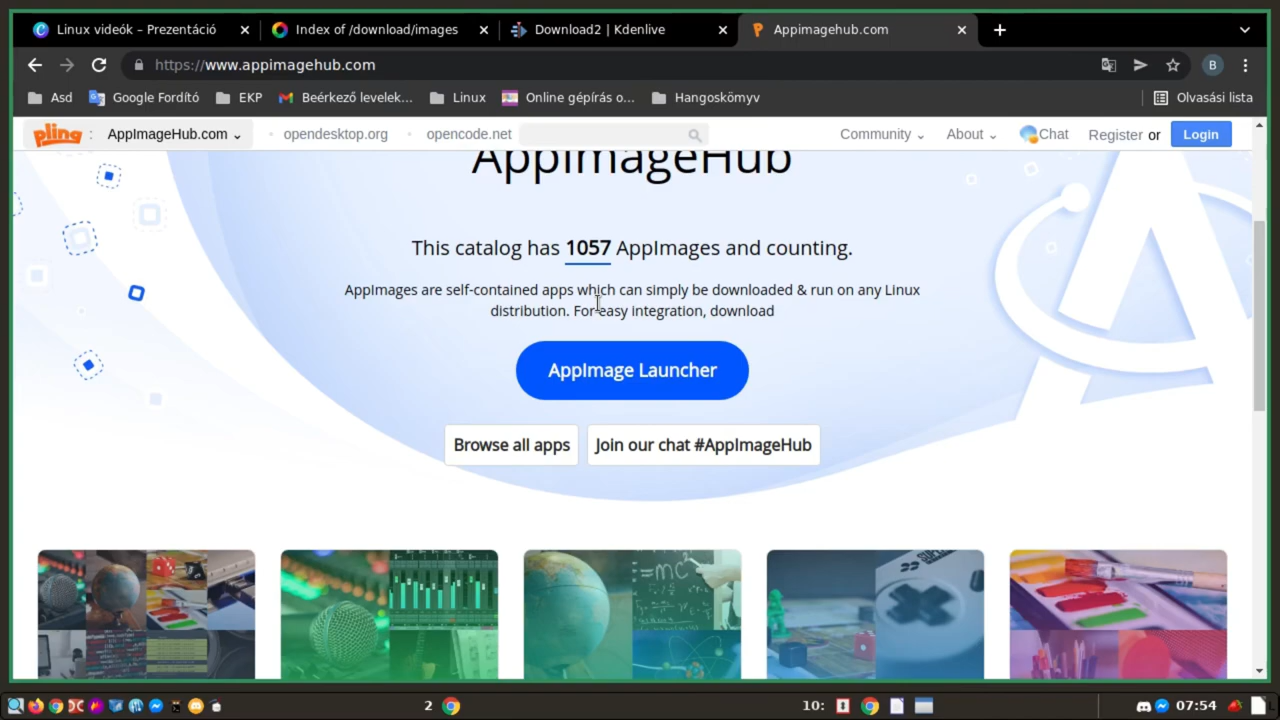 Linux videók – Prezentáció
Index of /download/images
Download2 | Kdenlive
Appimagehub.com
https://www.appimagehub.com
B
Asd
Google Fordító
EKP
Beérkező levelek...
Linux
Online gépírás o...
Hangoskönyv
Olvasási lista
pling : AppImageHub.com
opendesktop.org
opencode.net
Community
About
Chat
Register or
Login
AppImageHub
This catalog has 1057 AppImages and counting.
AppImages are self-contained apps which can simply be downloaded & run on any Linux
distribution. For easy integration, download
AppImage Launcher
Browse all apps
Join our chat #AppImageHub
=mc
2
10:
07:54